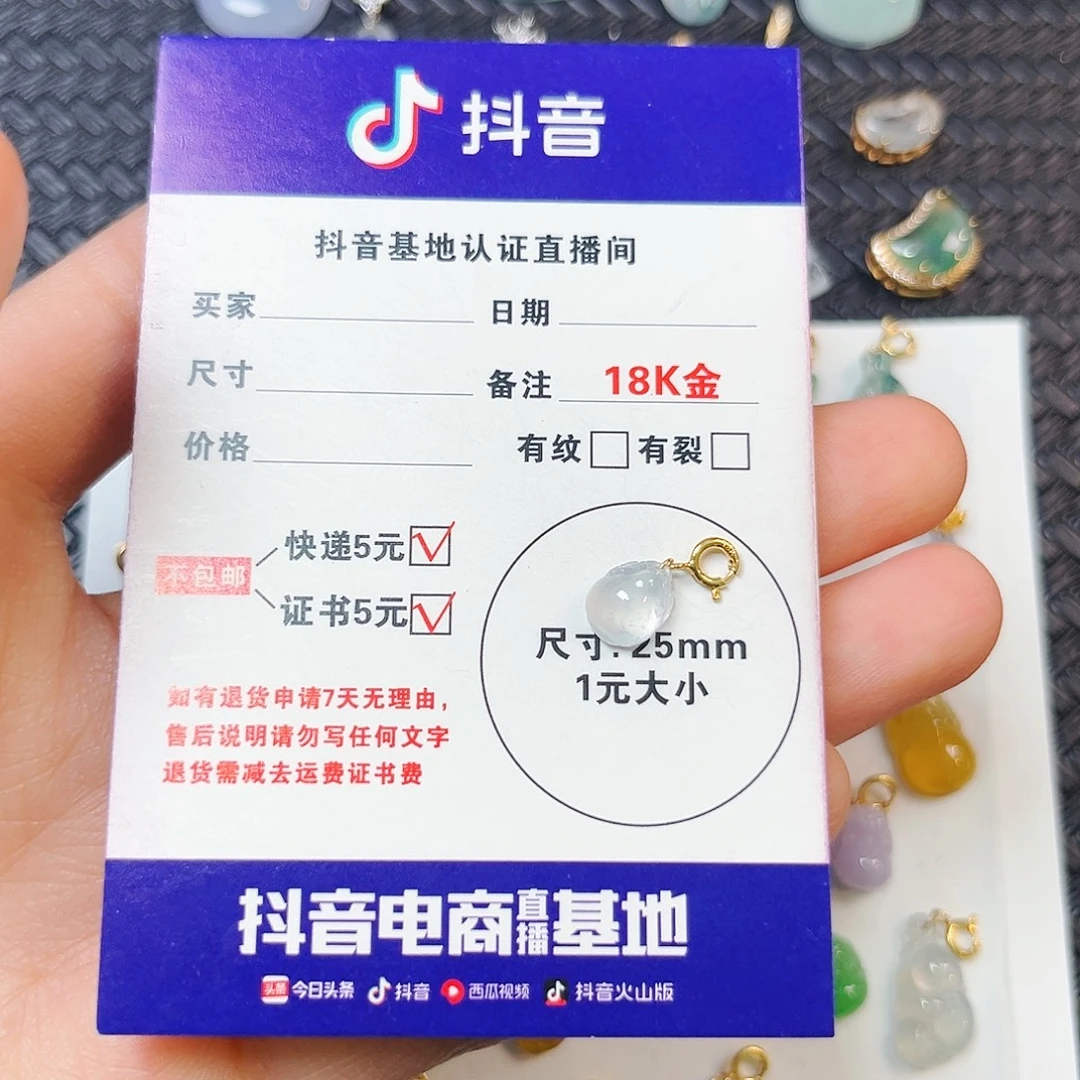 抖音
抖音基地认证直播间
买家 日期
尺寸 备注 18K金
价格 有纹 有裂
不包邮
快递5元
证书5元
尺寸:25mm
1元大小
如有退货申请7天无理由,
售后说明请勿写任何文字
退货需减去运费证书费
抖音电商直播基地
头条 今日头条 抖音 西瓜视频 抖音火山版